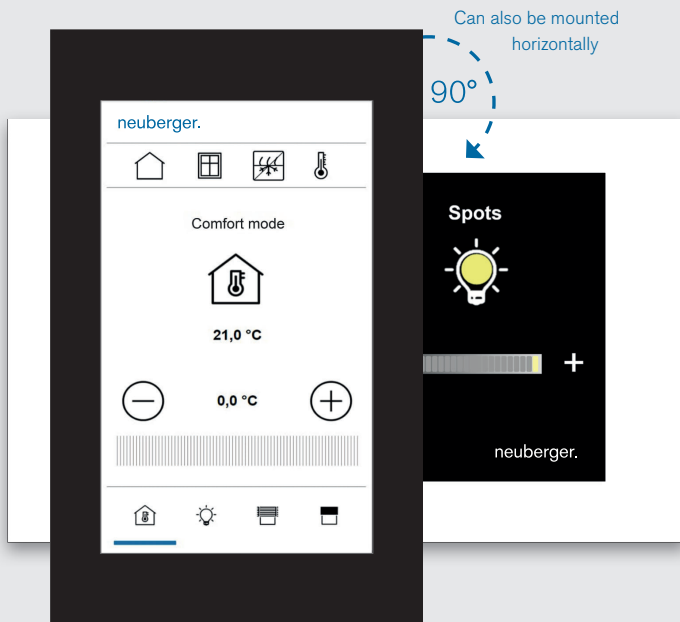 Can also be mounted
horizontally
90°
neuberger.
Comfort mode
21,0 °C
0,0 °C
Spots
+
neuberger.